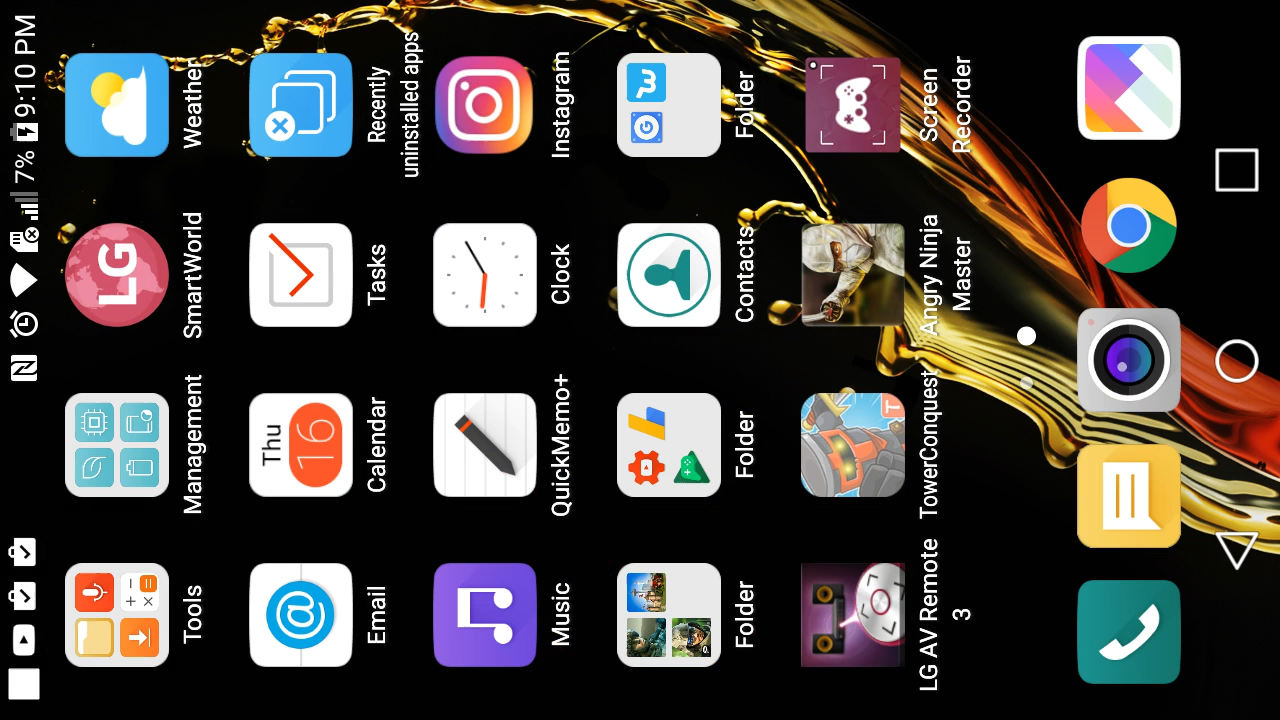 7% 9:10 PM
Tools
Management
LG
SmartWorld
Weather
Email
Thu
16
Calendar
Tasks
Recently
uninstalled apps
Music
QuickMemo+
Clock
Instagram
Folder
Folder
Contacts
G
Folder
LG AV Remote
3
T
TowerConquest
Angry Ninja
Master
Screen
Recorder